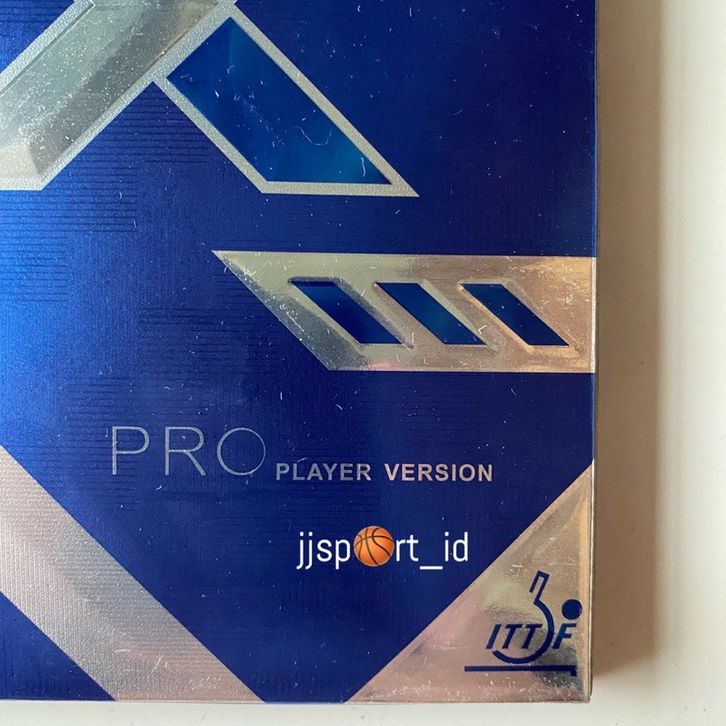 PRO PLAYER VERSION
jjsp🏀rt_id
ITTF